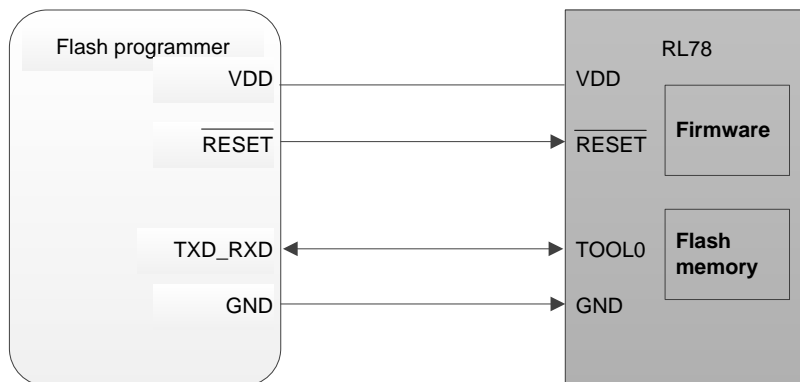 Flash programmer
RL78
VDD
VDD
RESET
RESET
Firmware
TXD_RXD
TOOL0
Flash
memory
GND
GND